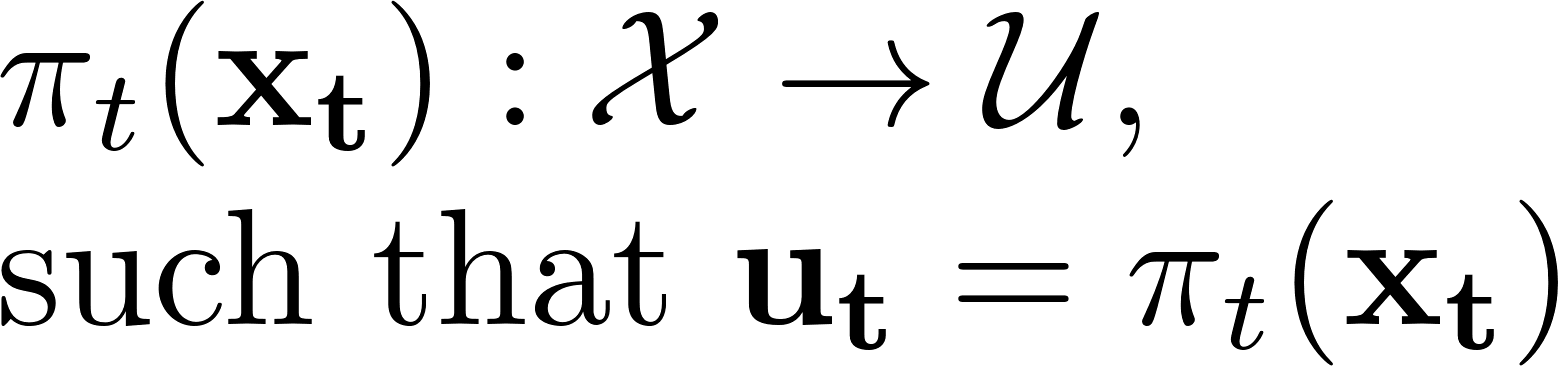 π_t(𝐱_𝐭) : 𝒳 → 𝒰,
such that 𝐮_𝐭 = π_t(𝐱_𝐭)